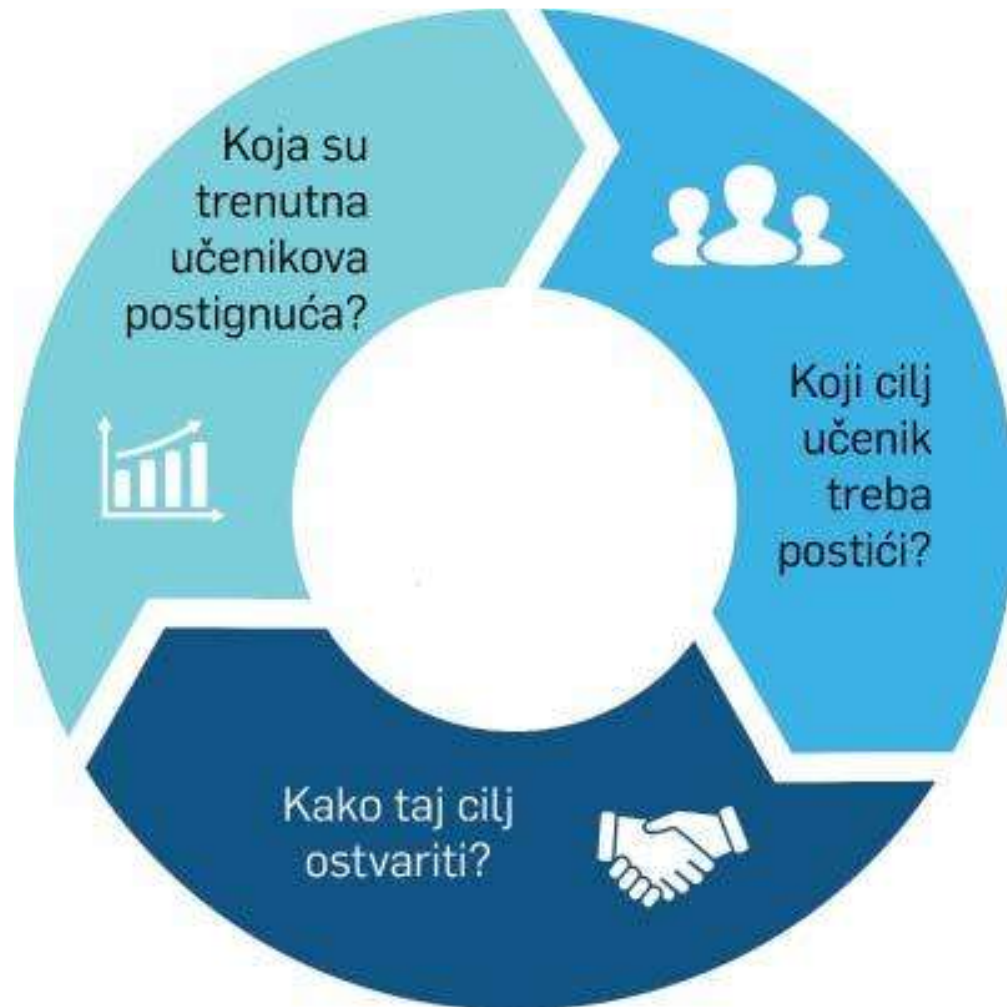 Koja su
trenutna
učenikova
postignuća?
Koji cilj
učenik
treba
postići?
Kako taj cilj
ostvariti?